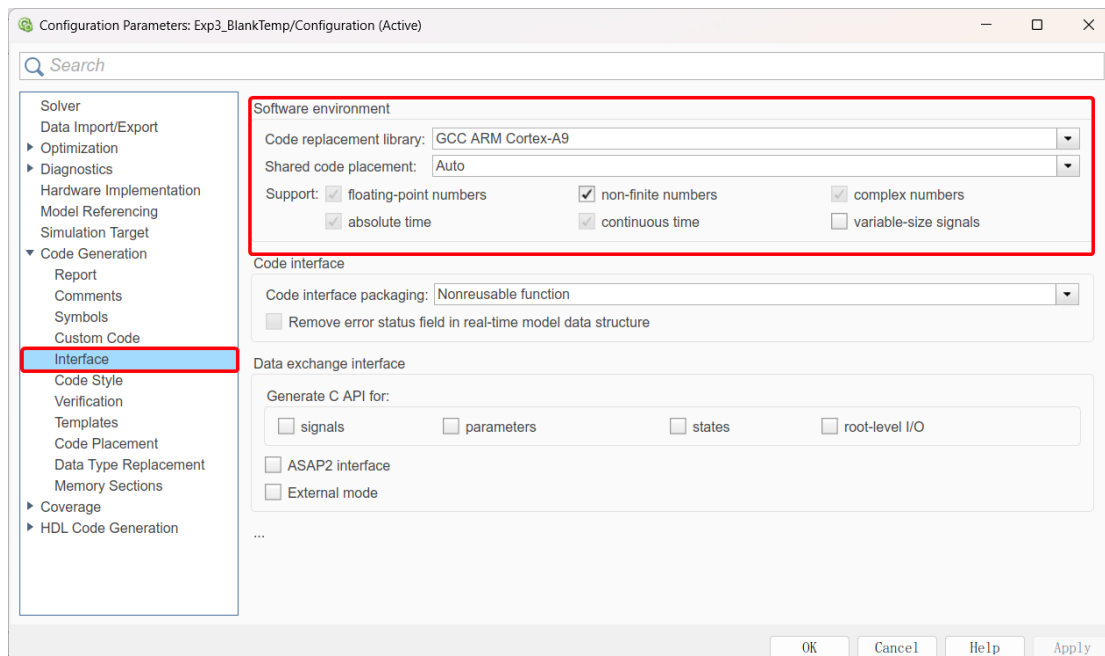 Configuration Parameters: Exp3_BlankTemp/Configuration (Active)
Search
Solver
Data Import/Export
Optimization
Diagnostics
Hardware Implementation
Model Referencing
Simulation Target
Code Generation
Report
Comments
Symbols
Custom Code
Interface
Code Style
Verification
Templates
Code Placement
Data Type Replacement
Memory Sections
Coverage
HDL Code Generation
Software environment
Code replacement library: GCC ARM Cortex-A9
Shared code placement: Auto
Support: floating-point numbers non-finite numbers complex numbers
absolute time continuous time variable-size signals
Code interface
Code interface packaging: Nonreusable function
Remove error status field in real-time model data structure
Data exchange interface
Generate C API for:
signals parameters states root-level I/O
ASAP2 interface
External mode
...
OK Cancel Help Apply